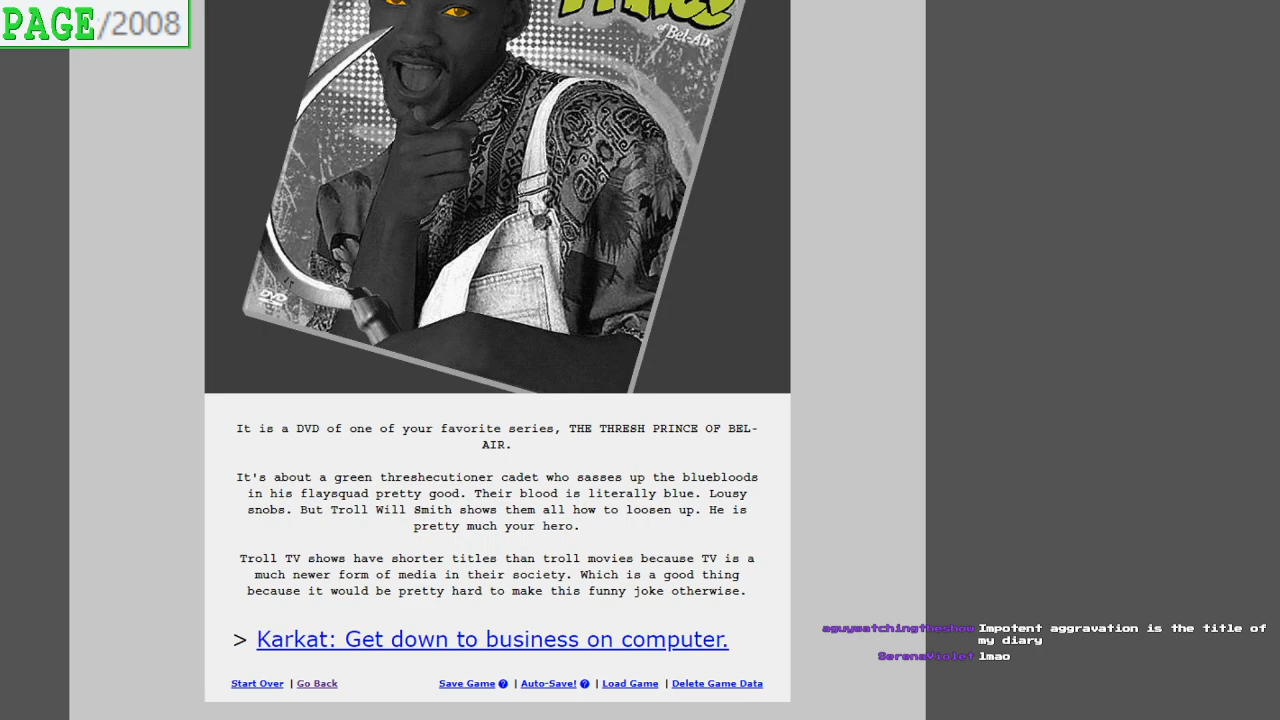 PAGE/2008
of Bel-Air
DVD
It is a DVD of one of your favorite series, THE THRESH PRINCE OF BEL-
AIR.
It's about a green threshecutioner cadet who sasses up the bluebloods
in his flaysquad pretty good. Their blood is literally blue. Lousy
snobs. But Troll Will Smith shows them all how to loosen up. He is
pretty much your hero.
Troll TV shows have shorter titles than troll movies because TV is a
much newer form of media in their society. Which is a good thing
because it would be pretty hard to make this funny joke otherwise.
> Karkat: Get down to business on computer.
Start Over | Go Back Save Game ? | Auto-Save! ? | Load Game | Delete Game Data
aguywatchingtheshow Impotent aggravation is the title of
my diary
SerenaViolet lmao